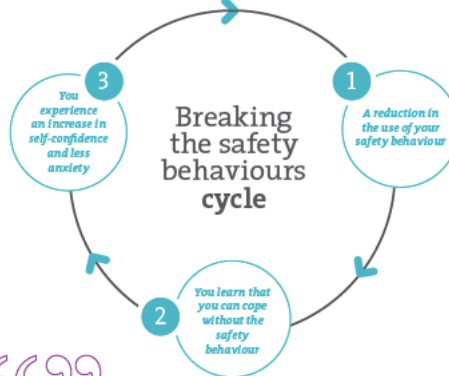 Breaking
the safety
behaviours
cycle
1
A reduction in
the use of your
safety behaviour
2
You learn that
you can cope
without the
safety
behaviour
3
You
experience
an increase in
self-confidence
and less
anxiety